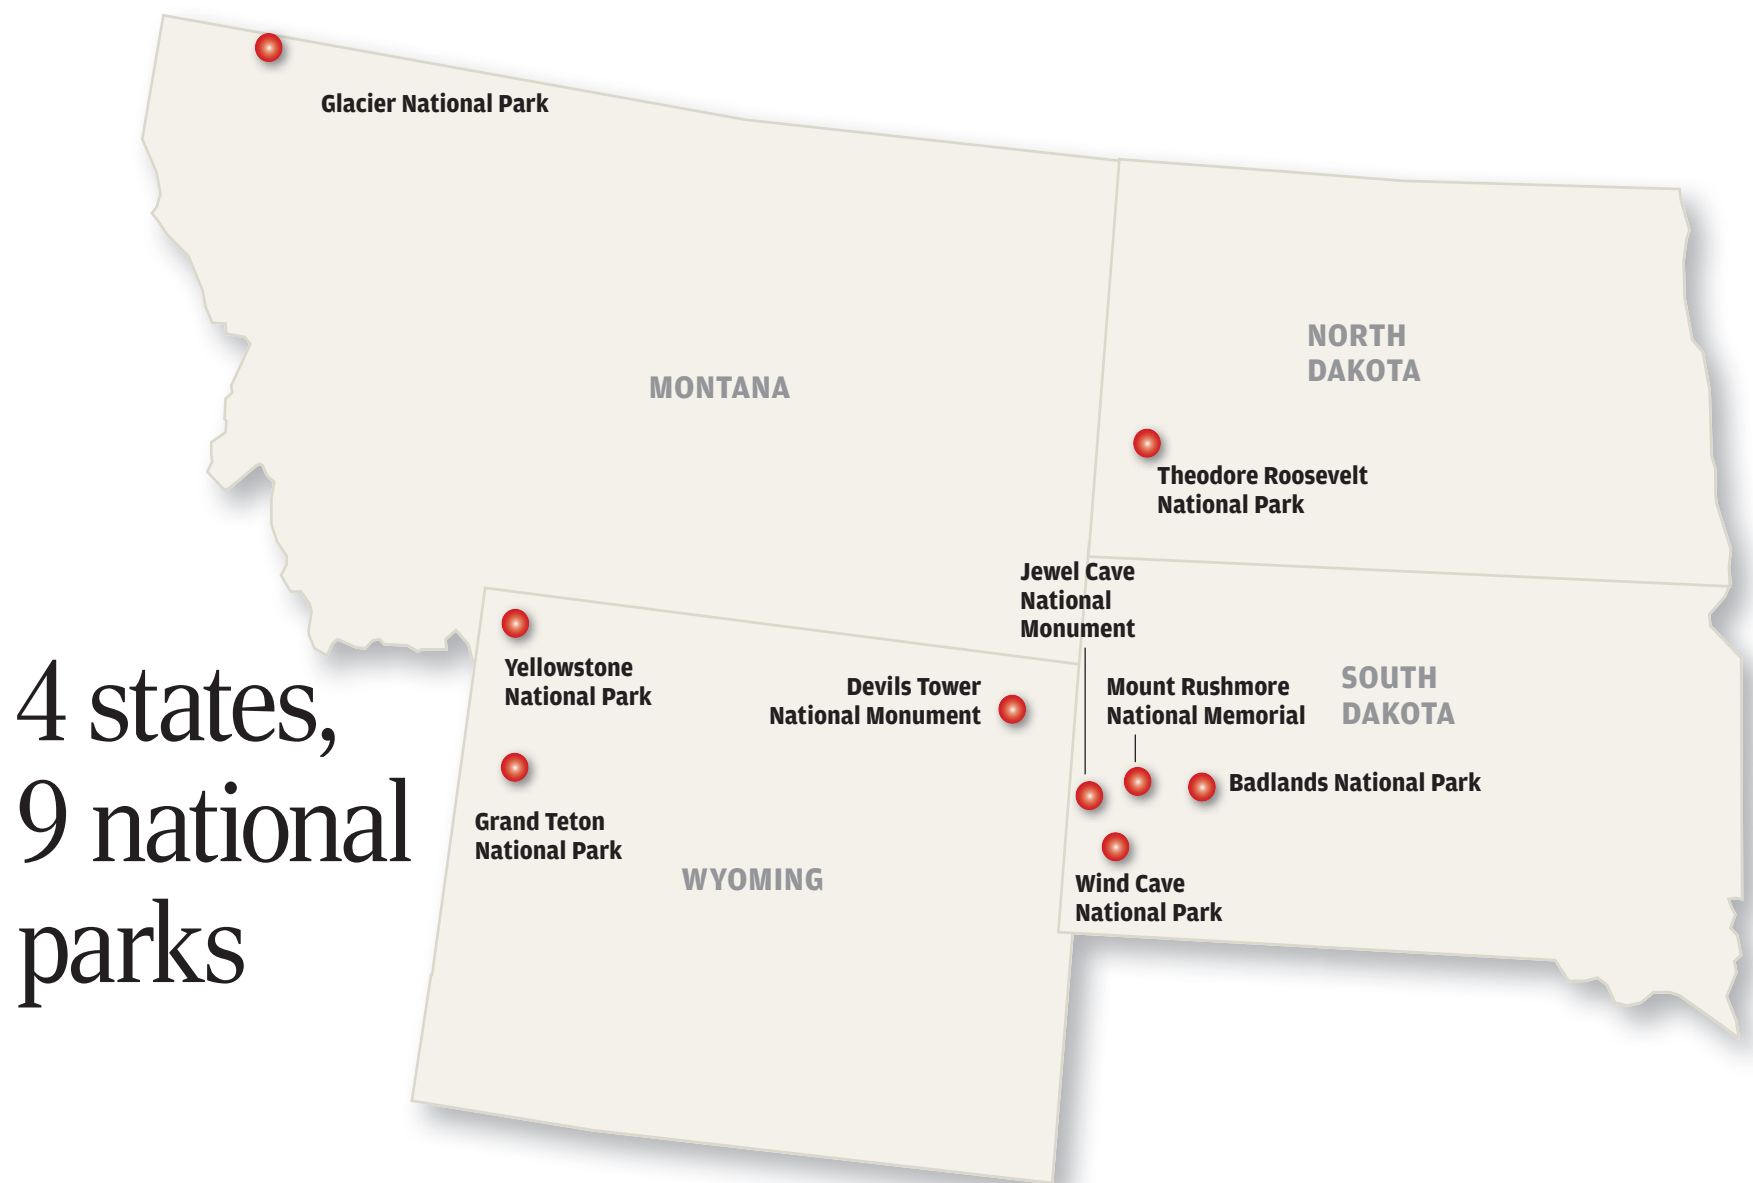 Glacier National Park
MONTANA
NORTH
DAKOTA
Theodore Roosevelt
National Park
Jewel Cave
National
Monument
Yellowstone
National Park
Devils Tower
National Monument
Mount Rushmore
National Memorial
SOUTH
DAKOTA
4 states,
9 national
parks
Grand Teton
National Park
Badlands National Park
WYOMING
Wind Cave
National Park